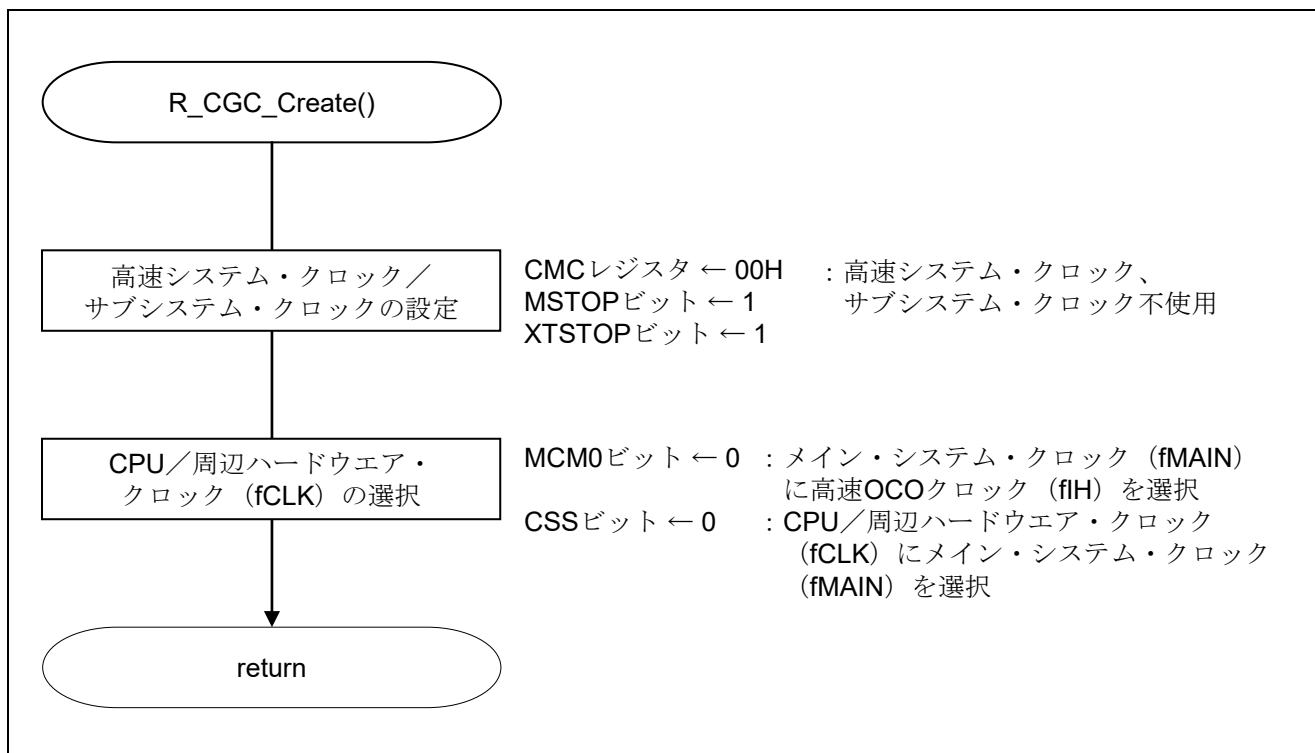 R_CGC_Create()
高速システム・クロック／
サブシステム・クロックの設定
CMCレジスタ ← 00H ：高速システム・クロック、
MSTOPビット ← 1 サブシステム・クロック不使用
XTSTOPビット ← 1
CPU／周辺ハードウエア・
クロック（fCLK）の選択
MCM0ビット ← 0 ：メイン・システム・クロック（fMAIN）
に高速OCOクロック（fIH）を選択
CSSビット ← 0 ：CPU／周辺ハードウエア・クロック
（fCLK）にメイン・システム・クロック
（fMAIN）を選択
return